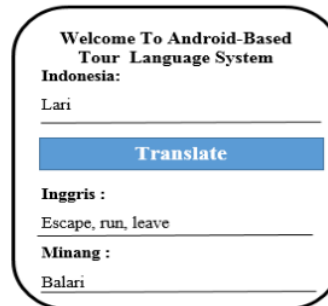 Welcome To Android-Based
Tour Language System
Indonesia:
Lari
Translate
Inggris :
Escape, run, leave
Minang :
Balari